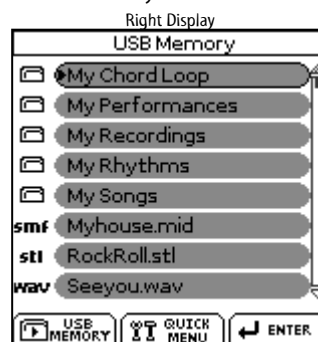 Right Display
USB Memory
My Chord Loop
My Performances
My Recordings
My Rhythms
My Songs
smf Myhouse.mid
stl RockRoll.stl
wav Seeyou.wav
USB MEMORY QUICK MENU ENTER